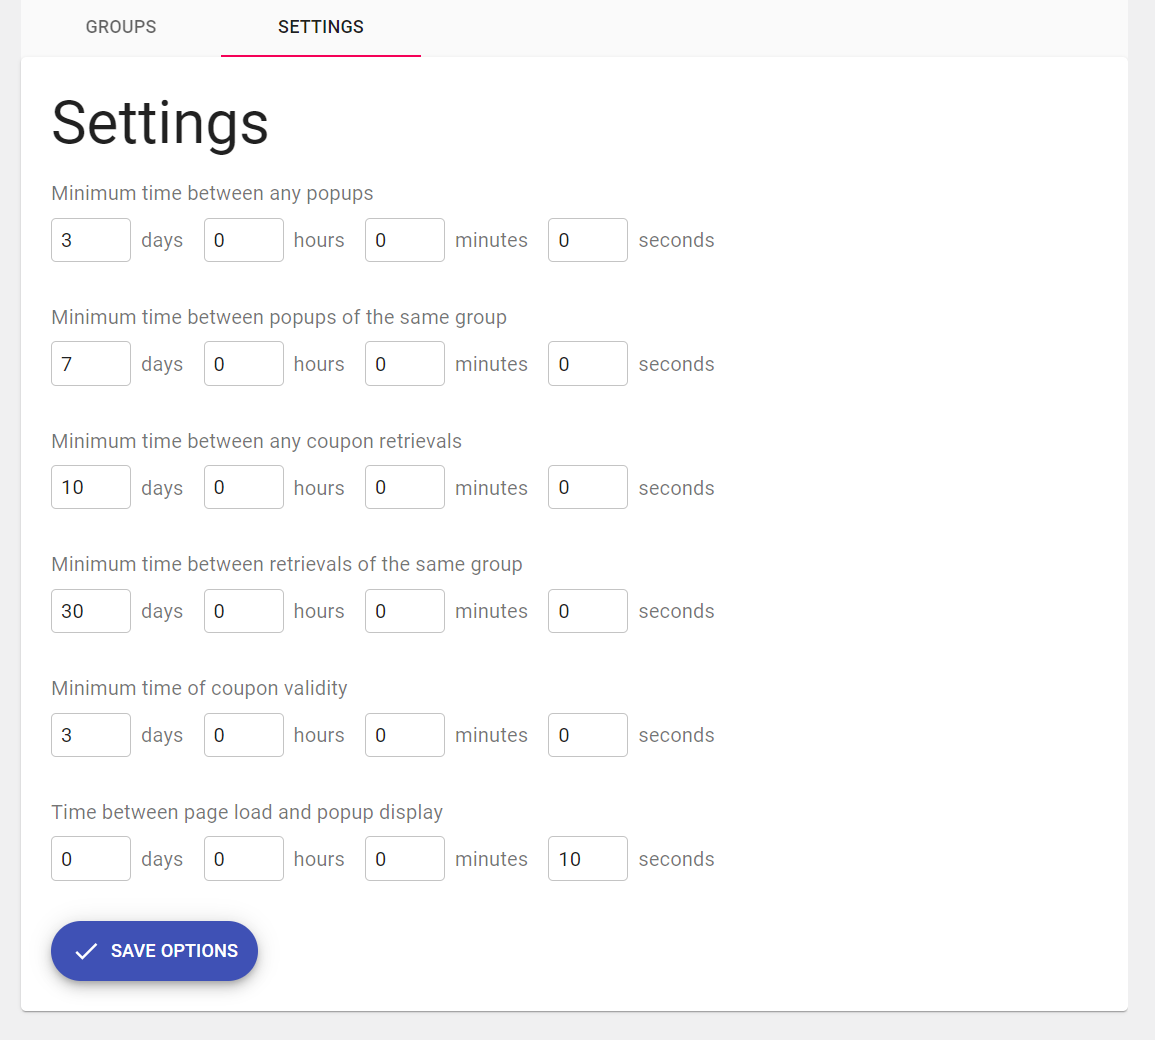 GROUPS SETTINGS
Settings
Minimum time between any popups
3 days 0 hours 0 minutes 0 seconds
Minimum time between popups of the same group
7 days 0 hours 0 minutes 0 seconds
Minimum time between any coupon retrievals
10 days 0 hours 0 minutes 0 seconds
Minimum time between retrievals of the same group
30 days 0 hours 0 minutes 0 seconds
Minimum time of coupon validity
3 days 0 hours 0 minutes 0 seconds
Time between page load and popup display
0 days 0 hours 0 minutes 10 seconds
SAVE OPTIONS